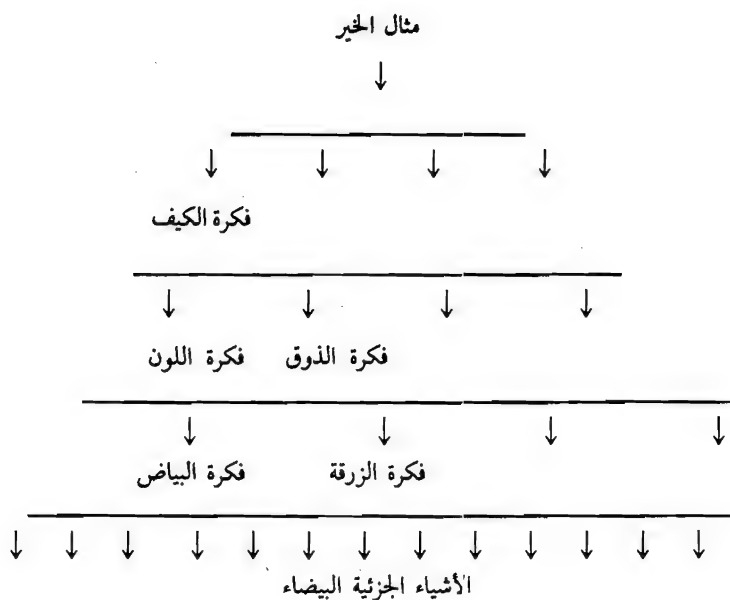 مثال الخير
فكرة الكيف
فكرة الذوق فكرة اللون
فكرة الزرقة فكرة البياض
الأشياء الجزئية البيضاء